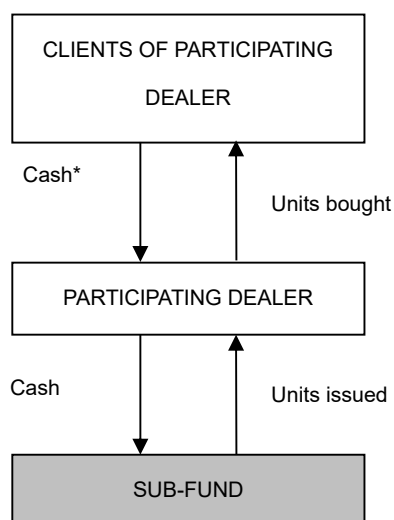 CLIENTS OF PARTICIPATING
DEALER
Cash*
Units bought
PARTICIPATING DEALER
Cash
Units issued
SUB-FUND